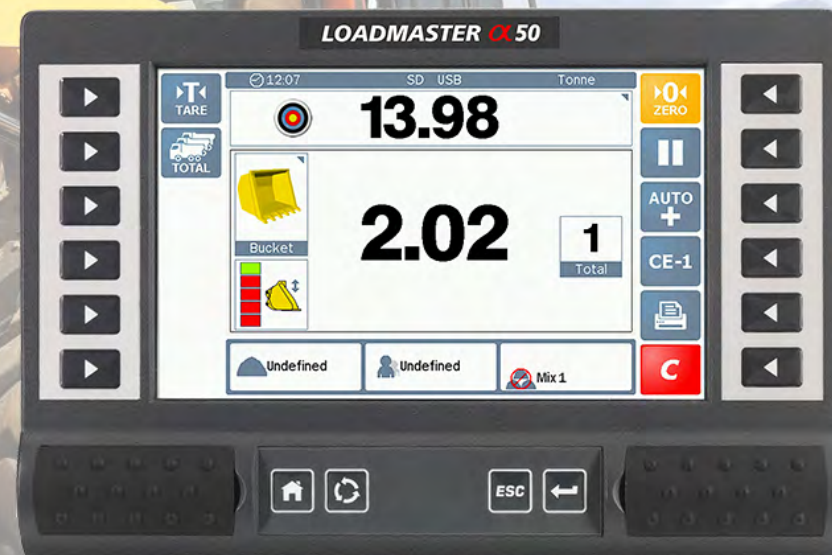 LOADMASTER α50
12:07 SD USB Tonne
TARE
13.98
0
ZERO
TOTAL
AUTO
+
Bucket
2.02
1
Total
CE-1
Undefined
Undefined
Mix 1
C
ESC